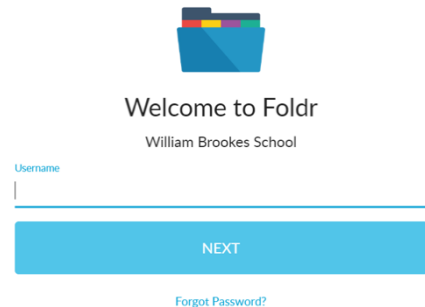 Welcome to Foldr
William Brookes School
Username
NEXT
Forgot Password?